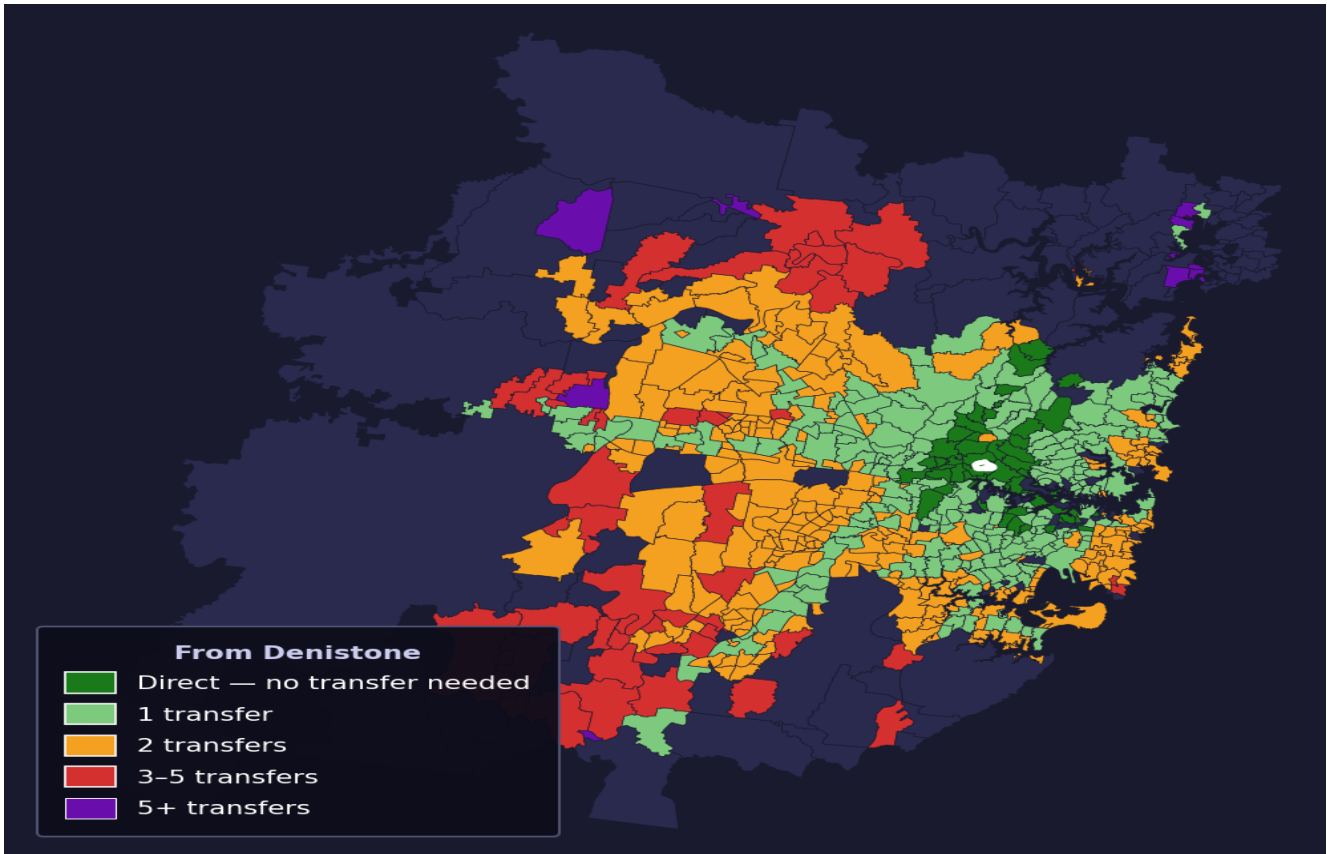 From Denistone
Direct — no transfer needed
1 transfer
2 transfers
3–5 transfers
5+ transfers